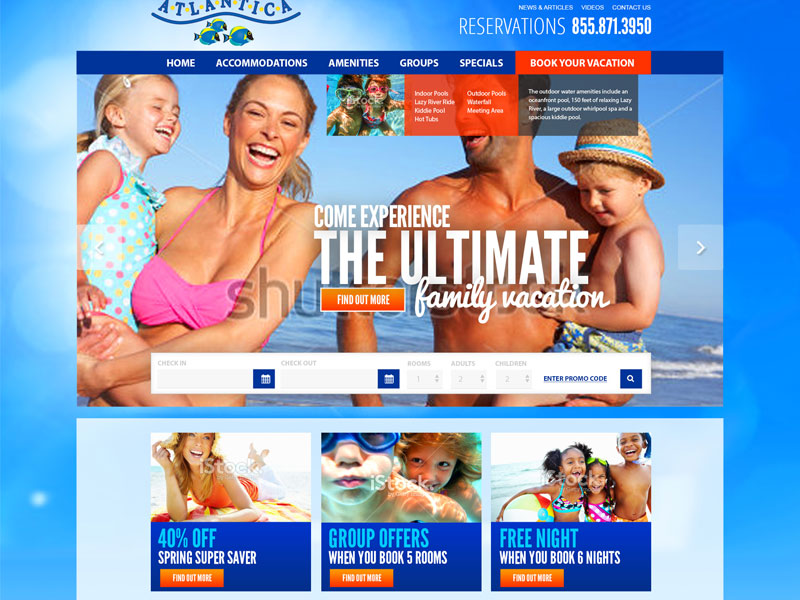 ATLANTICA
NEWS & ARTICLES VIDEOS CONTACT US
RESERVATIONS 855.871.3950
HOME ACCOMMODATIONS AMENITIES GROUPS SPECIALS BOOK YOUR VACATION
iStock
Indoor Pools
Lazy River Ride
Kiddie Pool
Hot Tubs
Outdoor Pools
Waterfall
Meeting Area
The outdoor water amenities include an
oceanfront pool, 150 feet of relaxing Lazy
River, a large outdoor whirlpool spa and a
spacious kiddie pool.
COME EXPERIENCE
THE ULTIMATE
family vacation
FIND OUT MORE
CHECK IN
CHECK OUT
ROOMS
1
ADULTS
2
CHILDREN
2
ENTER PROMO CODE
iStock
40% OFF
SPRING SUPER SAVER
FIND OUT MORE
iStock
GROUP OFFERS
WHEN YOU BOOK 5 ROOMS
FIND OUT MORE
iStock
FREE NIGHT
WHEN YOU BOOK 6 NIGHTS
FIND OUT MORE